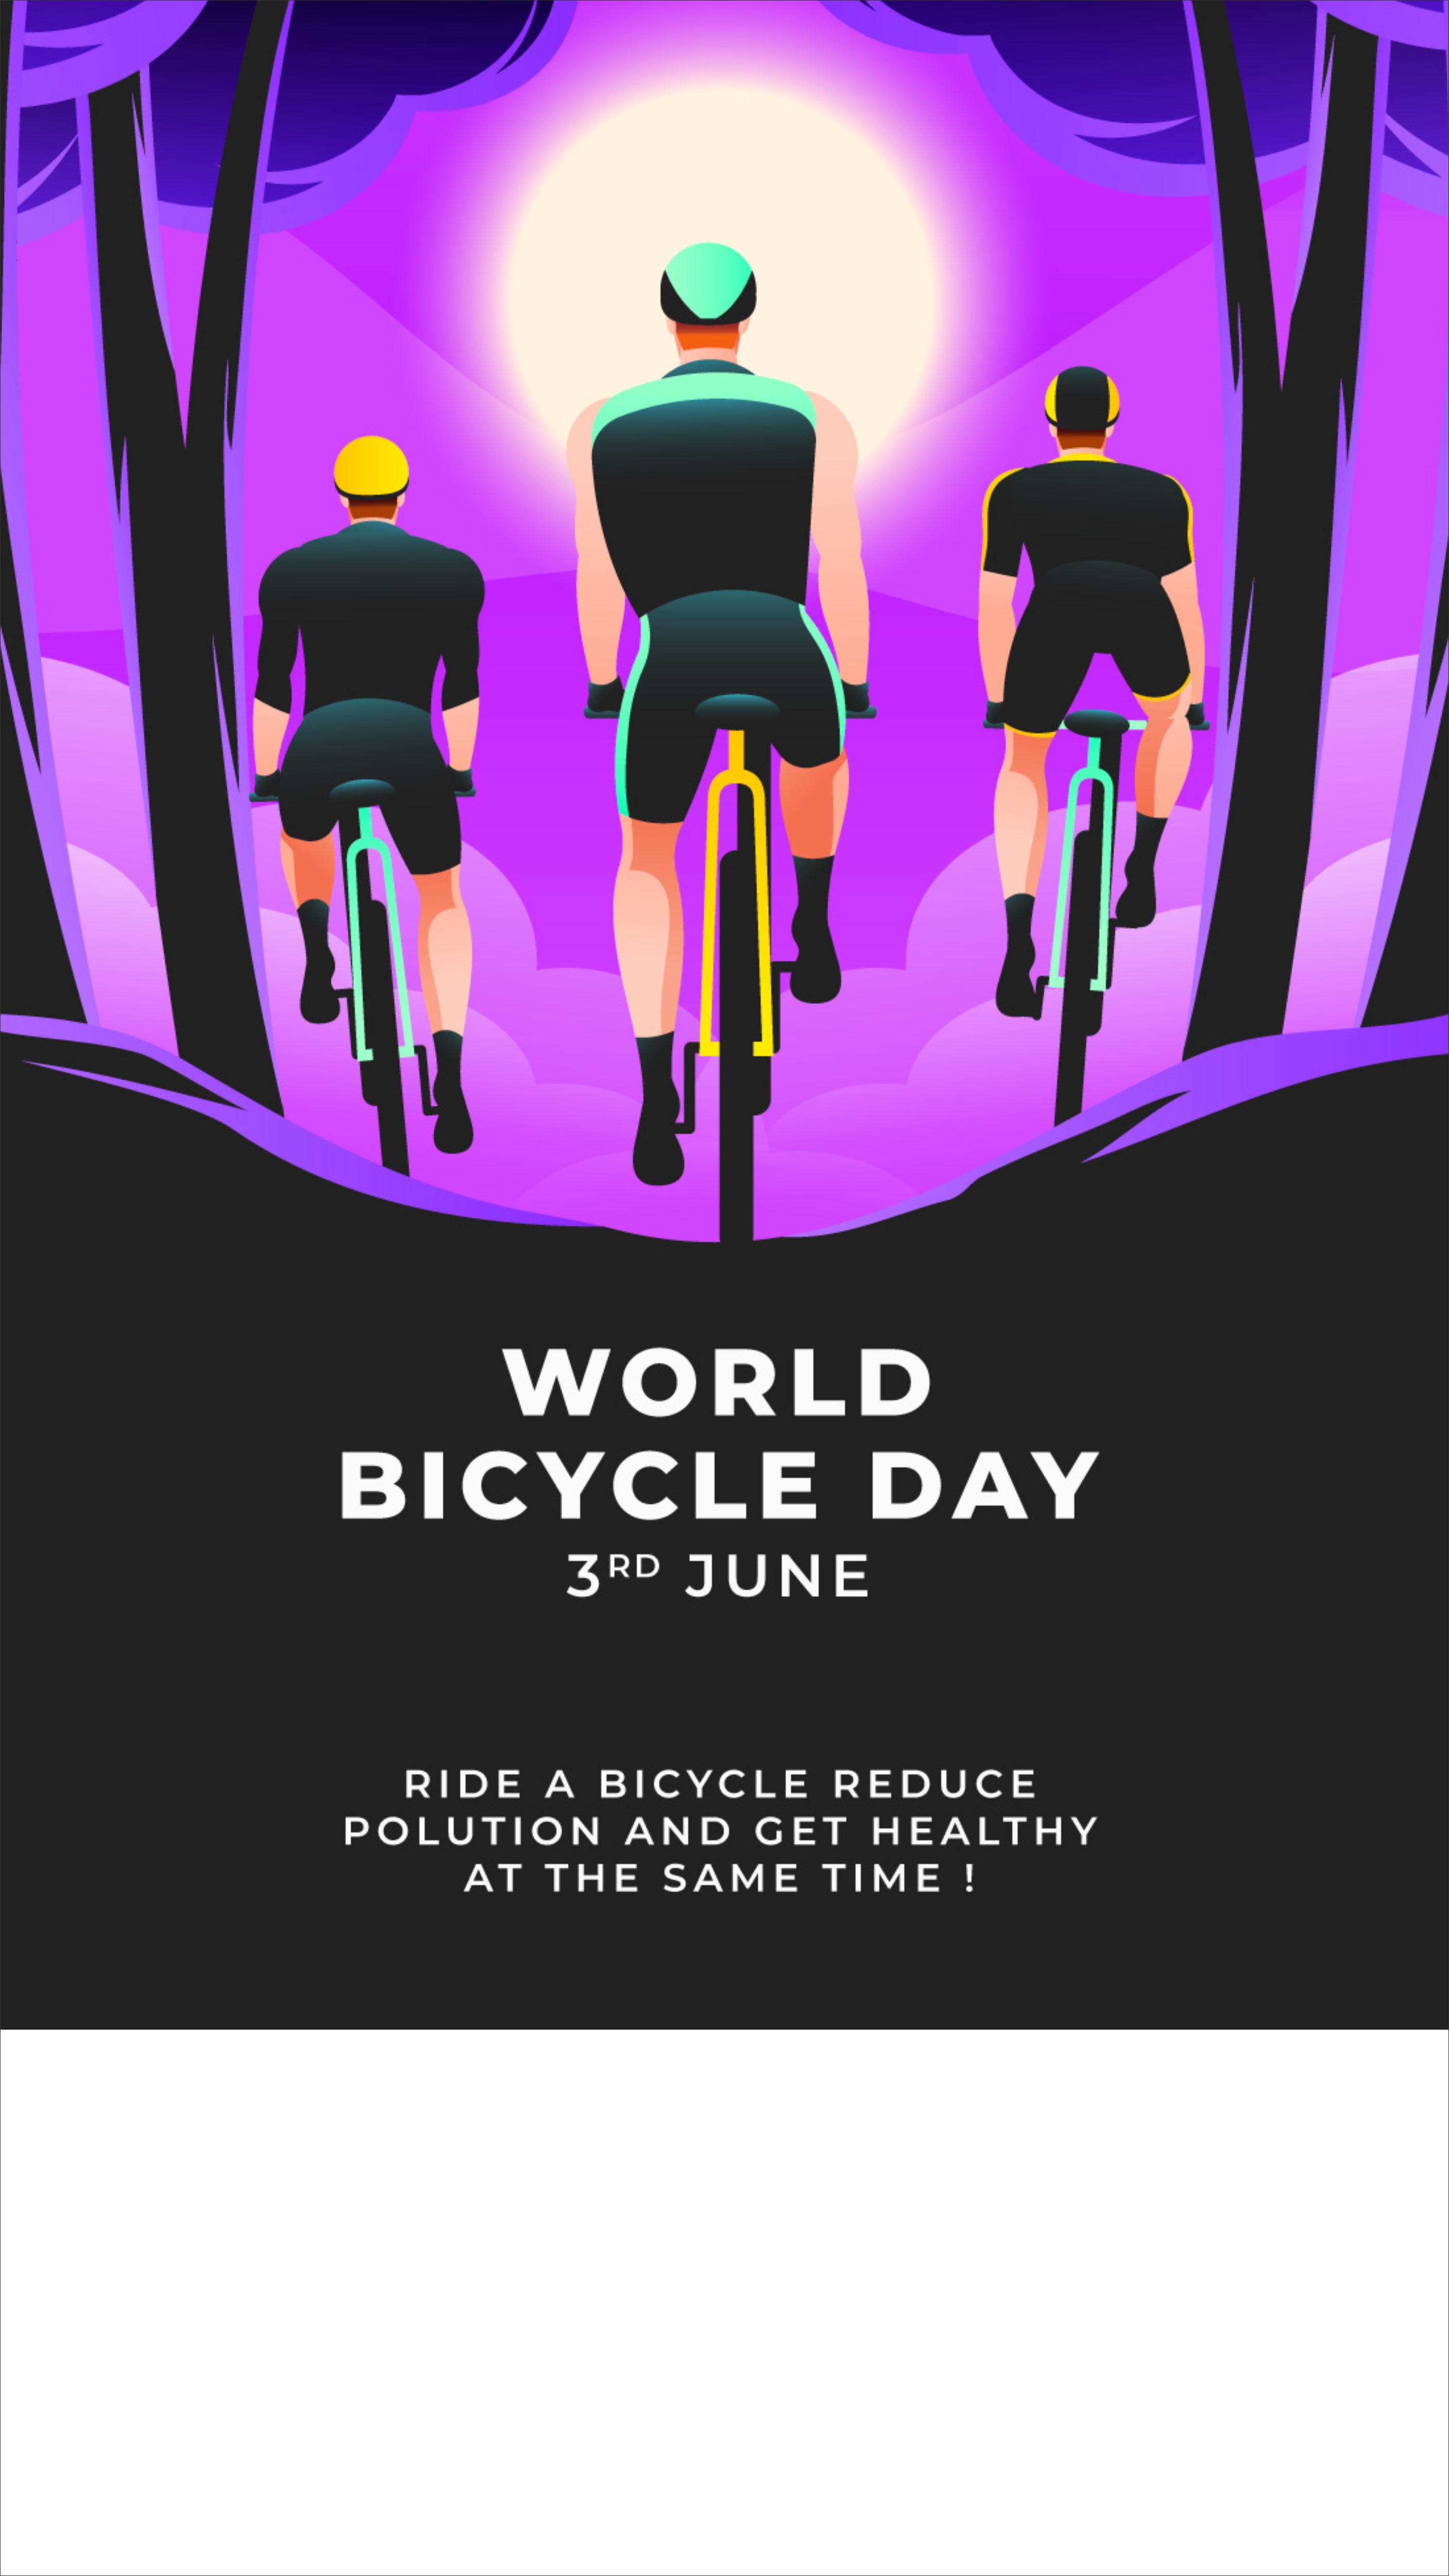 WORLD
BICYCLE DAY
3RD JUNE
RIDE A BICYCLE REDUCE
POLUTION AND GET HEALTHY
AT THE SAME TIME !